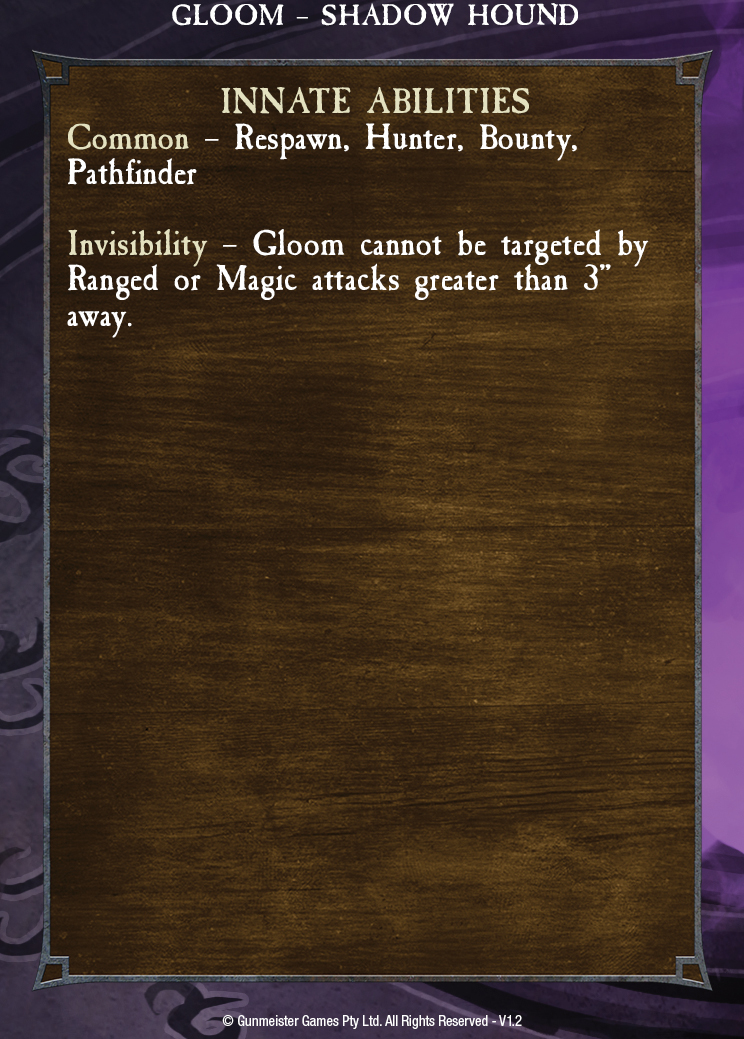 GLOOM – SHADOW HOUND
INNATE ABILITIES
Common – Respawn, Hunter, Bounty,
Pathfinder
Invisibility – Gloom cannot be targeted by
Ranged or Magic attacks greater than 3”
away.
© Gunmeister Games Pty Ltd. All Rights Reserved - V1.2